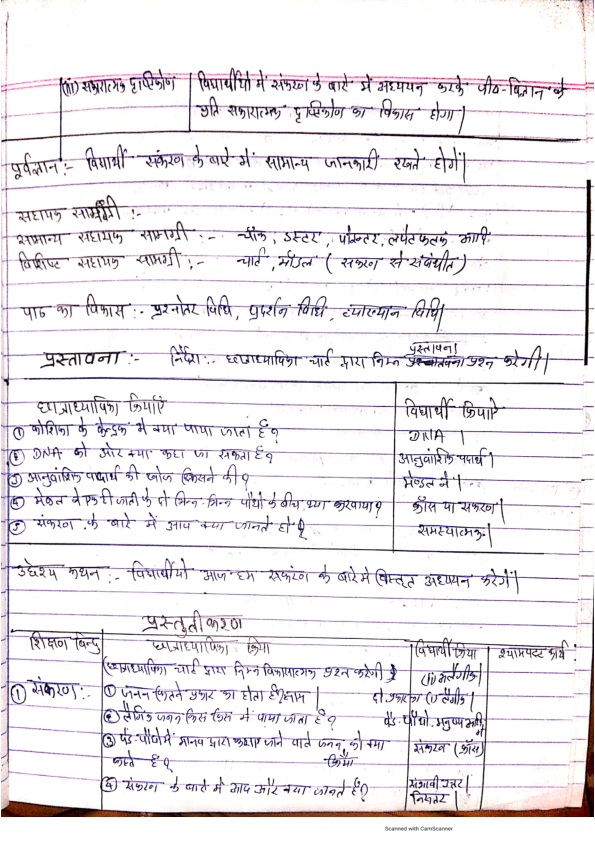 (iii) सकारात्मक दृष्टिकोण | विद्यार्थियो में संकरण के बारे में अध्ययन करके जीव-विज्ञान के
प्रति सकारात्मक दृष्टिकोण का विकास होगा |
पूर्वज्ञान :- विद्यार्थी संकरण के बारे में सामान्य जानकारी रखते होगें |
सहायक सामग्री :-
सामान्य सहायक सामग्री :- चॉक, डस्टर, पॉइन्टर, लपेटफलक आदि
विशिष्ट सहायक सामग्री :- चार्ट, मॉडल ( संकरण से संबंधीत )
पाठ का विकास :- प्रश्नोतर विधि, प्रदर्शन विधि, व्याख्यान विधि |
प्रस्तावना :- निर्देश :- छात्राध्यापिका चार्ट द्वारा निम्न प्रस्तावना प्रश्न करेगी |
छात्राध्यापिका क्रियाएँ | विद्यार्थी क्रियाऐ
① कोशिका के केन्द्रक में क्या पाया जाता है ? | DNA |
② DNA को और क्या कहा जा सकता है ? | आनुवांशिक पदार्थ |
③ आनुवांशिक पदार्थ की खोज किसने की ? | मेण्डल ने |
④ मेण्डल ने एक ही जाती के दो भिन्न भिन्न पौधों के बीच क्या करवाया ? | क्रॉस या संकरण |
⑤ संकरण के बारे में आप क्या जानते हो ? | समस्यात्मक |
उद्देश्य कथन :- विद्यार्थीयो आज हम संकरण के बारे में विस्तृत अध्ययन करेगें |
प्रस्तुतीकरण
शिक्षण बिन्दु | छात्राध्यापिका क्रिया | विद्यार्थी क्रिया | श्यामपट्ट कार्य
(छात्राध्यापिका चार्ट द्वारा निम्न विकासात्मक प्रश्न करेगी) | (ii) अलैंगीक |
① संकरण :- | ① जनन कितने प्रकार का होता है ? नाम | दो प्रकार का (i) लैंगीक |
② लैंगिक जनन किस किस में पाया जाता है ? | पेड़-पौधो, मनुष्य आदि में
③ पेड़ पौधोमें मानव द्वारा कराए जाने वाले जनन को क्या | संकरण (क्रॉस)
कहते है ? क्रिया
④ संकरण के बारे में आप और क्या जानते है ? | संभावी उत्तर |
निरूतर |
Scanned with CamScanner